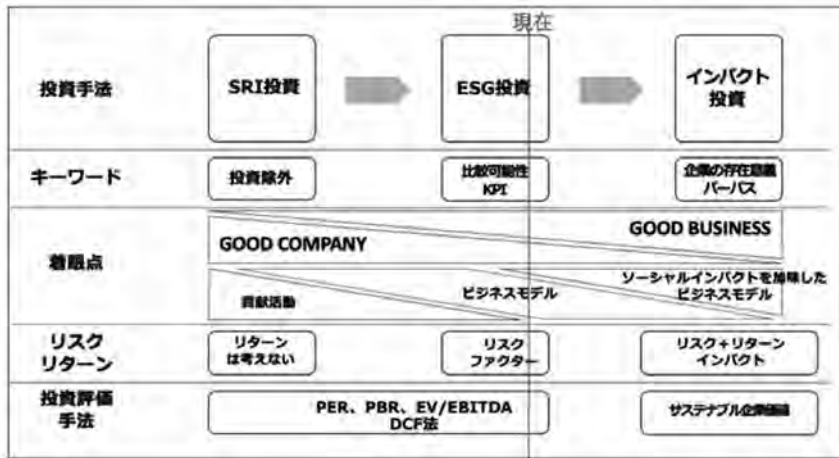 現在
投資手法
SRI投資
ESG投資
インパクト
投資
キーワード
投資除外
比較可能性
KPI
企業の存在意義
パーパス
着眼点
GOOD COMPANY
GOOD BUSINESS
貢献活動
ビジネスモデル
ソーシャルインパクトを加味した
ビジネスモデル
リスク
リターン
リターン
は考えない
リスク
ファクター
リスク+リターン
インパクト
投資評価
手法
PER、PBR、EV/EBITDA
DCF法
サステナブル企業価値